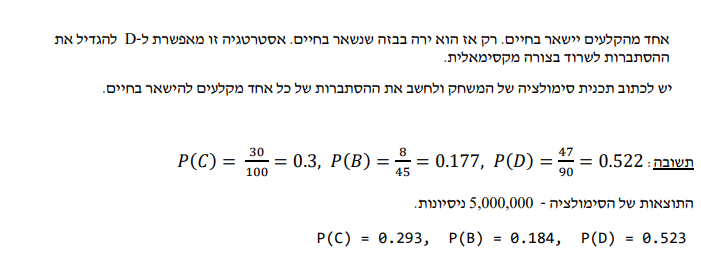 אחד מהקלעים יישאר בחיים. רק אז הוא ירה בבזה שנשאר בחיים. אסטרטגיה זו מאפשרת ל-D להגדיל את
ההסתברות לשרוד בצורה מקסימאלית.
יש לכתוב תכנית סימולציה של המשחק ולחשב את ההסתברות של כל אחד מקלעים להישאר בחיים.
תשובה: P(C) = 30/100 = 0.3, P(B) = 8/45 = 0.177, P(D) = 47/90 = 0.522
התוצאות של הסימולציה - 5,000,000 ניסיונות.
P(C) = 0.293, P(B) = 0.184, P(D) = 0.523